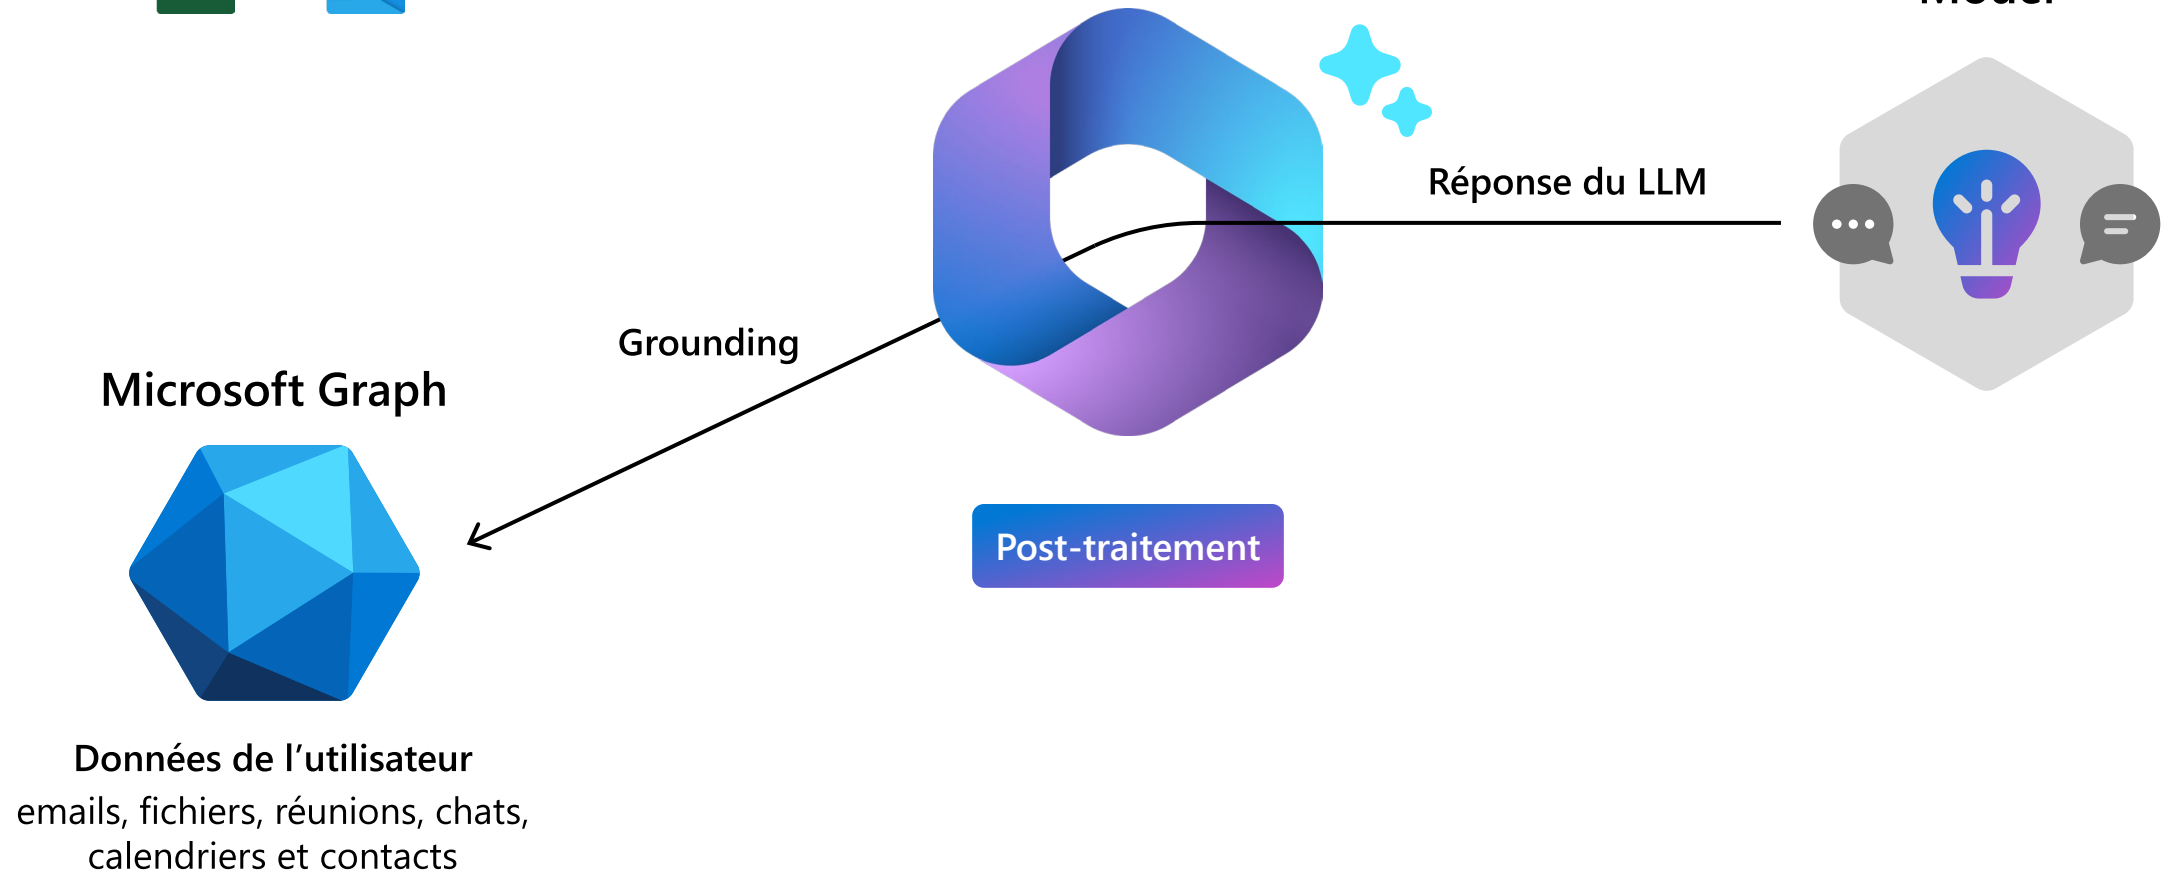 Réponse du LLM
Grounding
Microsoft Graph
Post-traitement
Données de l’utilisateur
emails, fichiers, réunions, chats,
calendriers et contacts